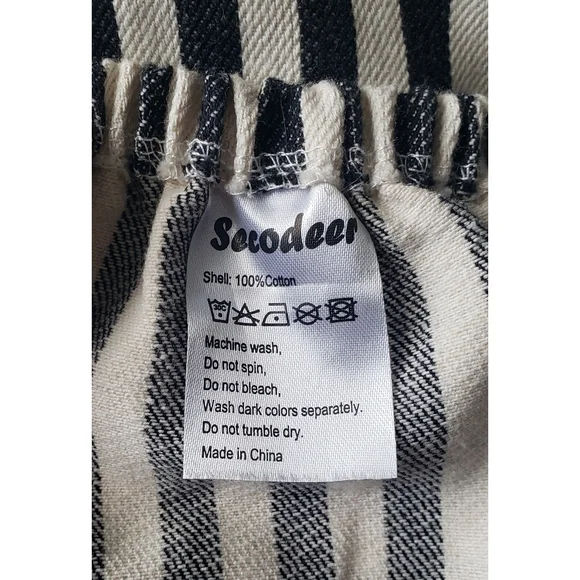 Secodeer
Shell: 100%Cotton
30C
Machine wash,
Do not spin,
Do not bleach,
Wash dark colors separately.
Do not tumble dry.
Made in China